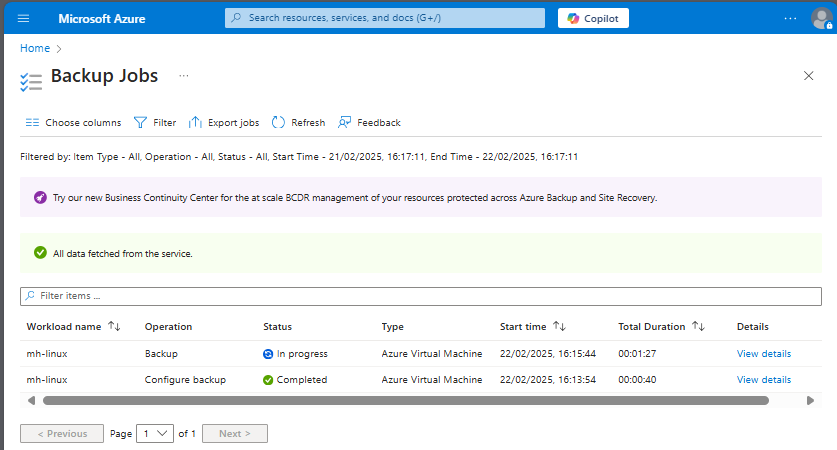 Microsoft Azure
Search resources, services, and docs (G+/)
Copilot
Home
Backup Jobs
Choose columns
Filter
Export jobs
Refresh
Feedback
Filtered by: Item Type - All, Operation - All, Status - All, Start Time - 21/02/2025, 16:17:11, End Time - 22/02/2025, 16:17:11
Try our new Business Continuity Center for the at scale BCDR management of your resources protected across Azure Backup and Site Recovery.
All data fetched from the service.
Filter items ...
Workload name Operation Status Type Start time Total Duration Details
mh-linux Backup In progress Azure Virtual Machine 22/02/2025, 16:15:44 00:01:27 View details
mh-linux Configure backup Completed Azure Virtual Machine 22/02/2025, 16:13:54 00:00:40 View details
< Previous Page 1 of 1 Next >